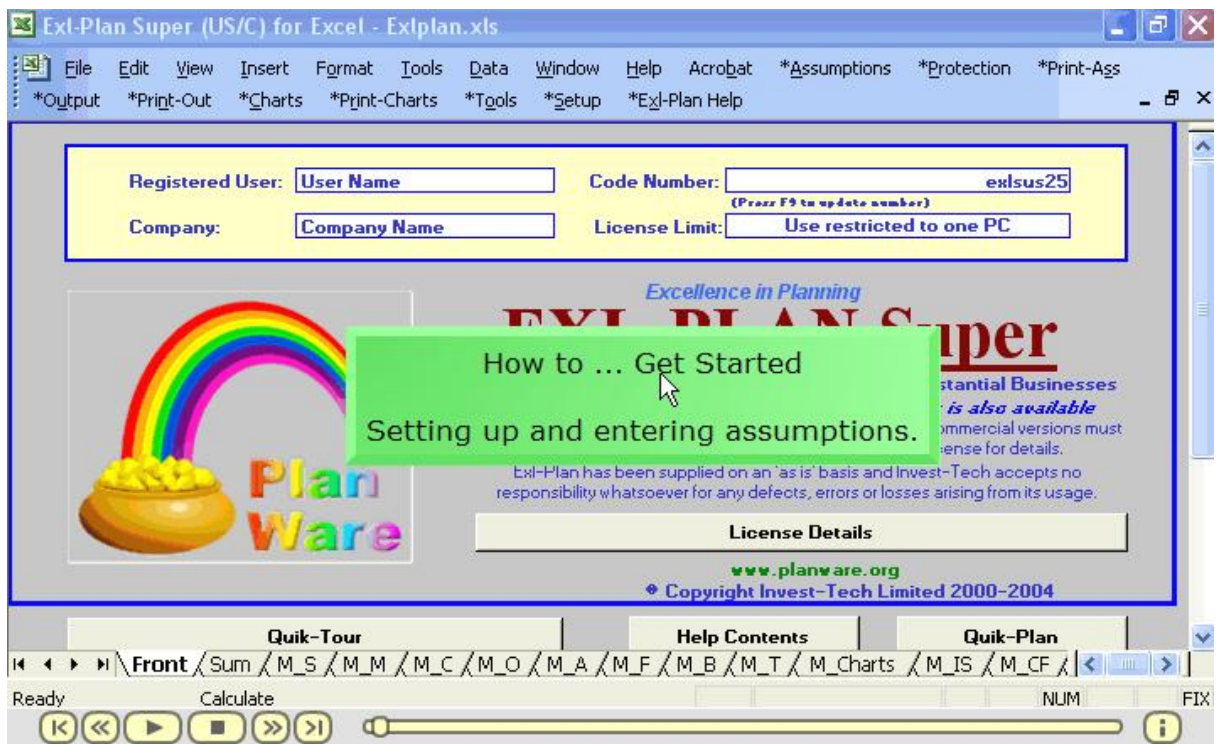 Exl-Plan Super (US/C) for Excel - Exlplan.xls
File Edit View Insert Format Tools Data Window Help Acrobat *Assumptions *Protection *Print-Ass
*Output *Print-Out *Charts *Print-Charts *Tools *Setup *Exl-Plan Help
Registered User: User Name Code Number: exlsus25
(Press F9 to update number)
Company: Company Name License Limit: Use restricted to one PC
Excellence in Planning
EXL-PLAN Super
How to ... Get Started
stantial Businesses
is also available
Setting up and entering assumptions.
ommercial versions must
ense for details.
Exl-Plan has been supplied on an 'as is' basis and Invest-Tech accepts no
responsibility whatsoever for any defects, errors or losses arising from its usage.
Plan
Ware
License Details
www.planware.org
Copyright Invest-Tech Limited 2000-2004
Quik-Tour Help Contents Quik-Plan
Front Sum M_S M_M M_C M_O M_A M_F M_B M_T M_Charts M_IS M_CF
Ready Calculate NUM FIX